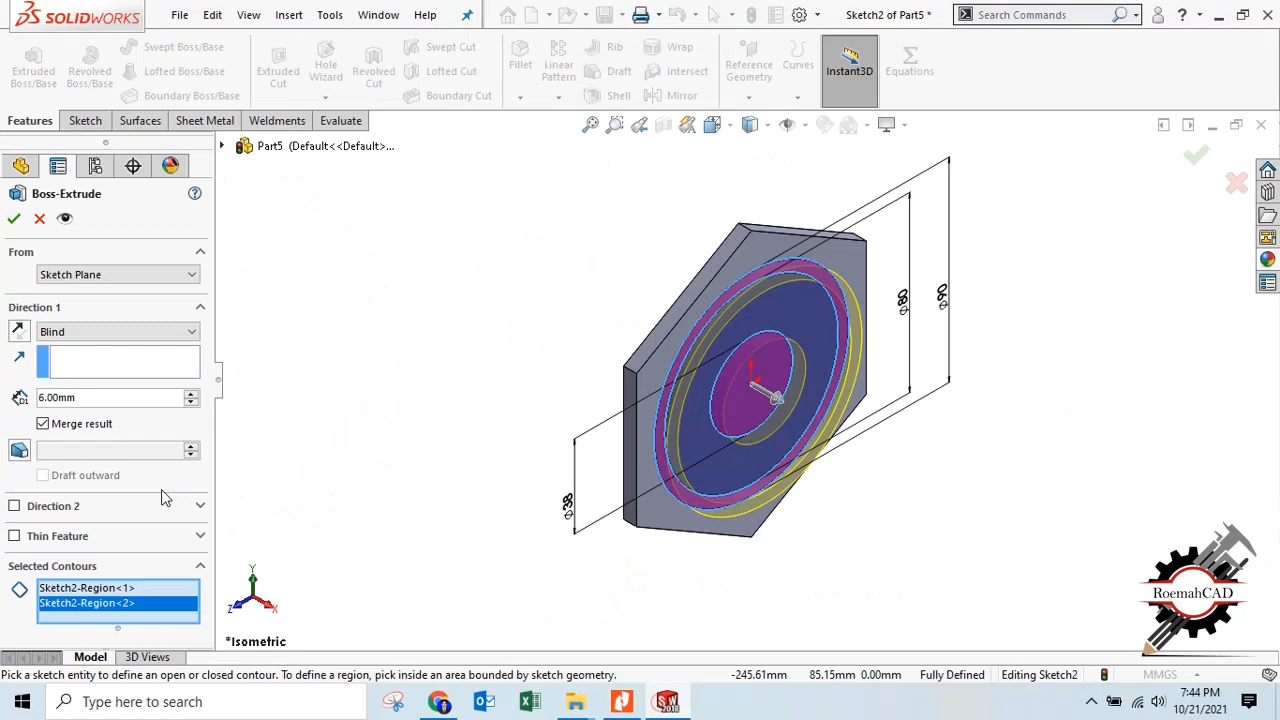 SOLIDWORKS
File Edit View Insert Tools Window Help
Sketch2 of Part5 *
Search Commands
?
Extruded Boss/Base
Revolved Boss/Base
Swept Boss/Base
Lofted Boss/Base
Boundary Boss/Base
Extruded Cut
Hole Wizard
Revolved Cut
Swept Cut
Lofted Cut
Boundary Cut
Fillet
Linear Pattern
Rib
Draft
Shell
Wrap
Intersect
Mirror
Reference Geometry
Curves
Instant3D
Equations
Features Sketch Surfaces Sheet Metal Weldments Evaluate
Part5 (Default<<Default>...
Boss-Extrude
From
Sketch Plane
Direction 1
Blind
6.00mm
Merge result
Draft outward
Direction 2
Thin Feature
Selected Contours
Sketch2-Region<1>
Sketch2-Region<2>
⌀80
⌀90
⌀38
Y
Z
X
*Isometric
RoemahCAD
Model 3D Views
Pick a sketch entity to define an open or closed contour. To define a region, pick inside an area bounded by sketch geometry.
-245.61mm 85.15mm 0.00mm Fully Defined Editing Sketch2 MMGS
Type here to search
7:44 PM
10/21/2021